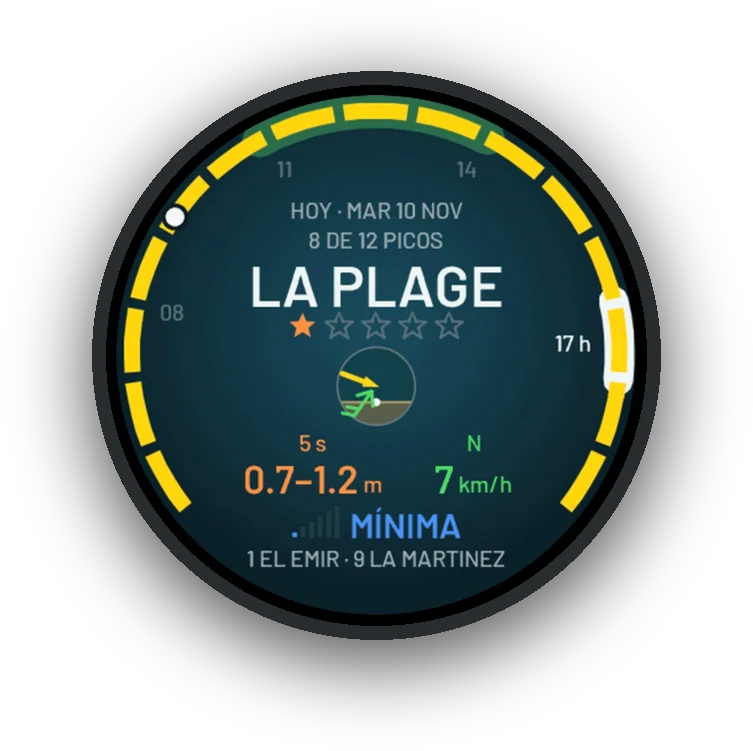 11
14
HOY · MAR 10 NOV
8 DE 12 PICOS
LA PLAGE
08
17 h
5 s
N
0.7–1.2 m
7 km/h
MÍNIMA
1 EL EMIR · 9 LA MARTINEZ